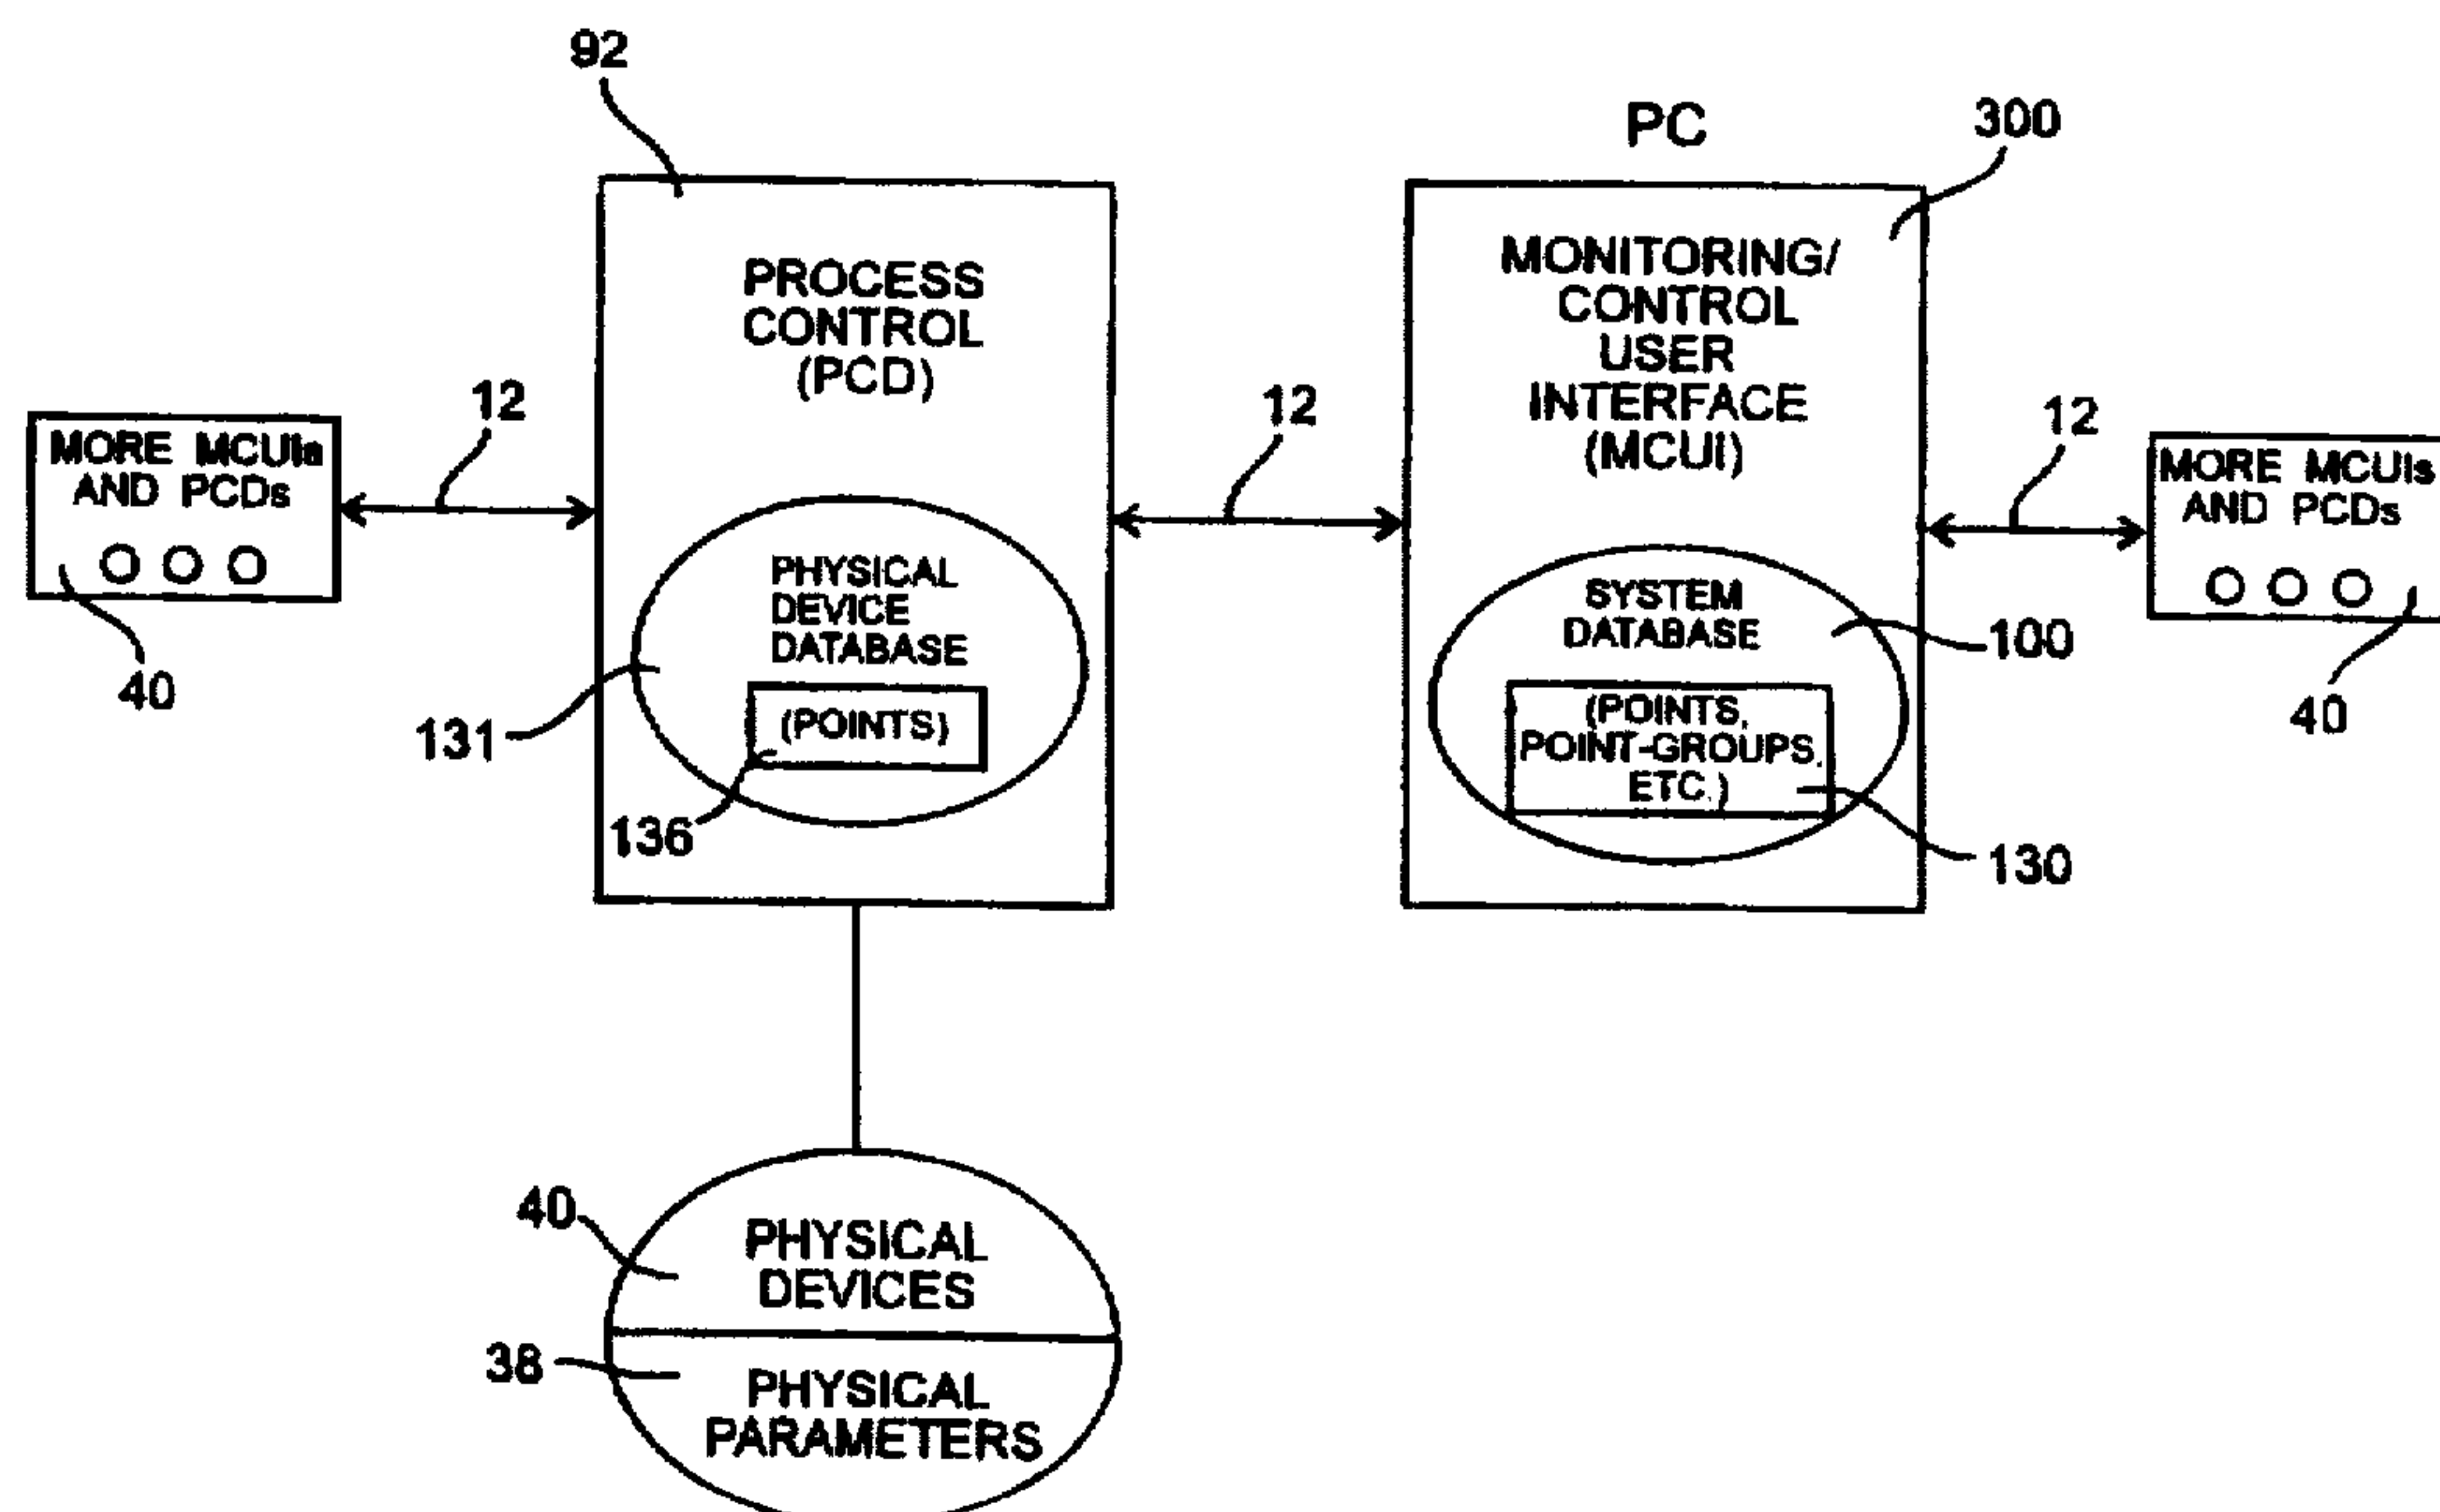 92
PC
300
PROCESS
CONTROL
(PCD)
MONITORING/
CONTROL
USER
INTERFACE
(MCUI)
12
12
12
MORE MCUIs
AND PCDs
MORE MCUIs
AND PCDs
40
40
PHYSICAL
DEVICE
DATABASE
(POINTS)
131
136
SYSTEM
DATABASE
(POINTS,
POINT-GROUPS,
ETC.)
100
130
40
PHYSICAL
DEVICES
38
PHYSICAL
PARAMETERS